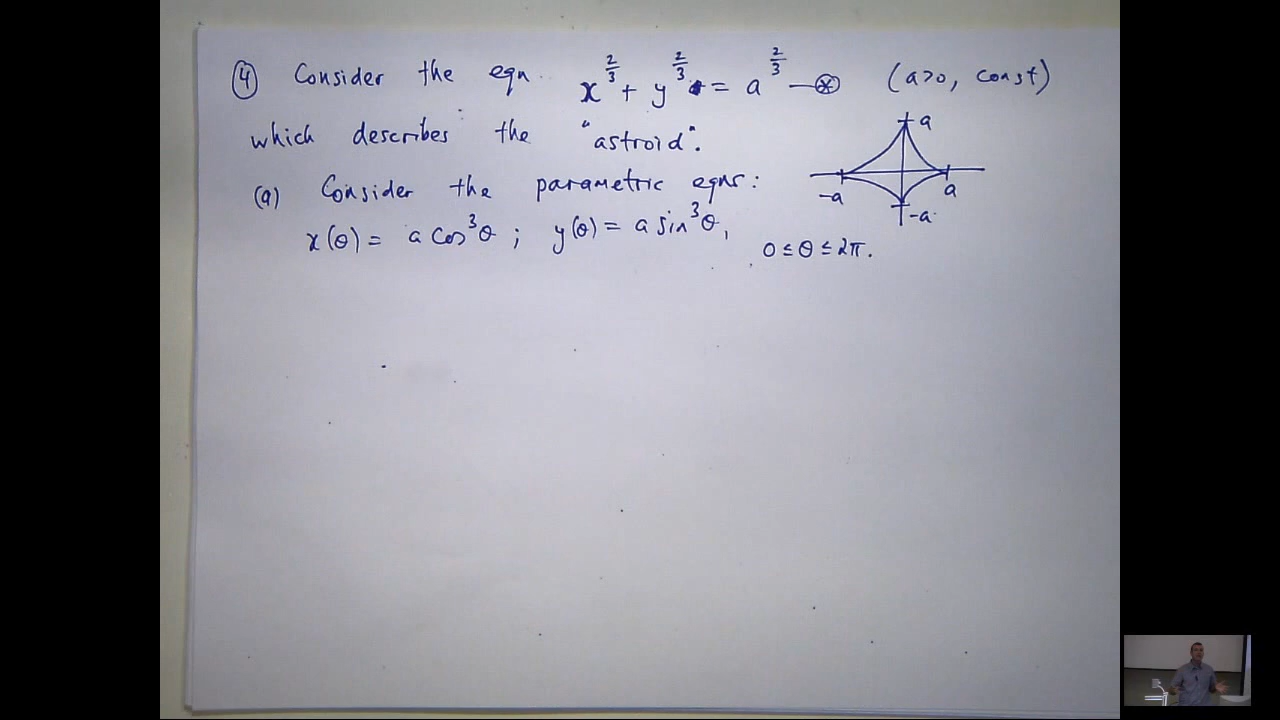 ④ Consider the eqn. x^{2/3} + y^{2/3} = a^{2/3} —⊛ (a>0, const)
which describes the "astroid".
a
-a
a
-a
(a) Consider the parametric eqns:
x(θ) = a cos³θ ; y(θ) = a sin³θ,
0 ≤ θ ≤ 2π.